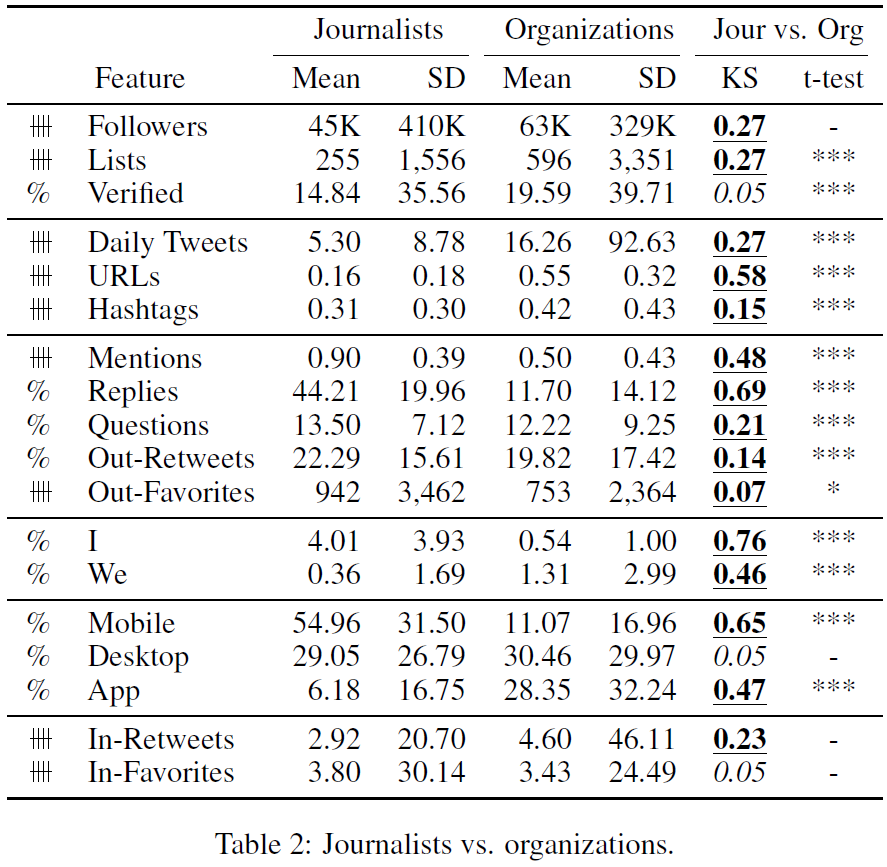 Journalists Organizations Jour vs. Org
Feature Mean SD Mean SD KS t-test
Followers 45K 410K 63K 329K 0.27 -
Lists 255 1,556 596 3,351 0.27 ***
% Verified 14.84 35.56 19.59 39.71 0.05 ***
Daily Tweets 5.30 8.78 16.26 92.63 0.27 ***
URLs 0.16 0.18 0.55 0.32 0.58 ***
Hashtags 0.31 0.30 0.42 0.43 0.15 ***
Mentions 0.90 0.39 0.50 0.43 0.48 ***
% Replies 44.21 19.96 11.70 14.12 0.69 ***
% Questions 13.50 7.12 12.22 9.25 0.21 ***
% Out-Retweets 22.29 15.61 19.82 17.42 0.14 ***
Out-Favorites 942 3,462 753 2,364 0.07 *
% I 4.01 3.93 0.54 1.00 0.76 ***
% We 0.36 1.69 1.31 2.99 0.46 ***
% Mobile 54.96 31.50 11.07 16.96 0.65 ***
% Desktop 29.05 26.79 30.46 29.97 0.05 -
% App 6.18 16.75 28.35 32.24 0.47 ***
In-Retweets 2.92 20.70 4.60 46.11 0.23 -
In-Favorites 3.80 30.14 3.43 24.49 0.05 -
Table 2: Journalists vs. organizations.